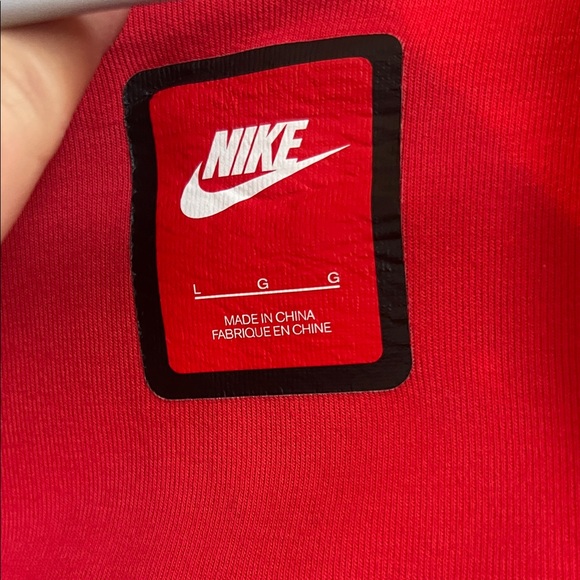 NIKE
L G G
MADE IN CHINA
FABRIQUE EN CHINE